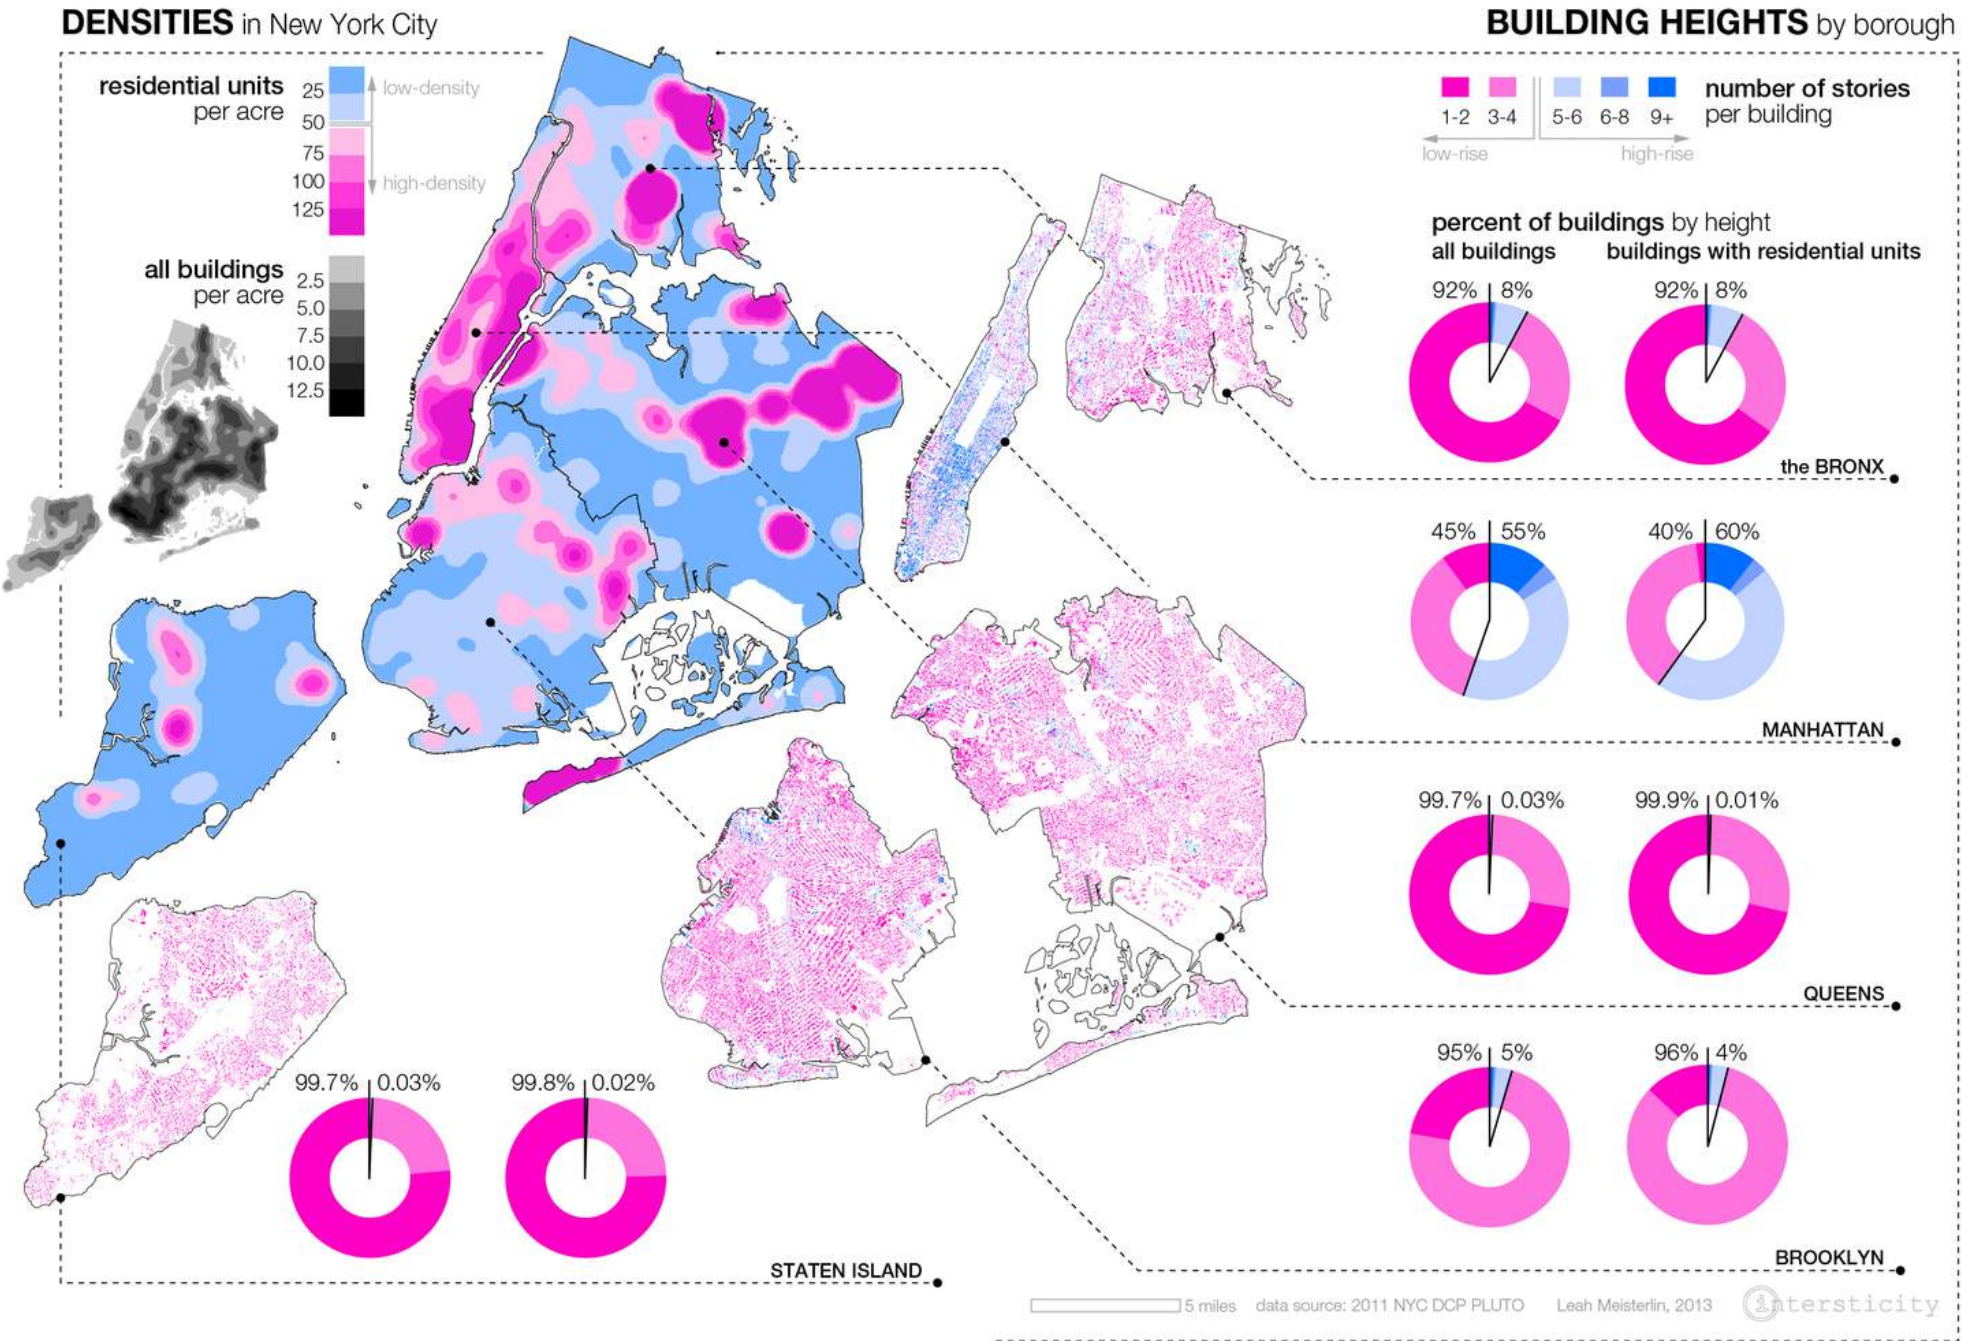 DENSITIES in New York City
BUILDING HEIGHTS by borough
residential units
per acre
25
50
75
100
125
low-density
high-density
all buildings
per acre
2.5
5.0
7.5
10.0
12.5
1-2
3-4
5-6
6-8
9+
number of stories
per building
low-rise
high-rise
percent of buildings by height
all buildings
buildings with residential units
92% 8%
92% 8%
the BRONX
45% 55%
40% 60%
MANHATTAN
99.7% 0.03%
99.9% 0.01%
QUEENS
95% 5%
96% 4%
BROOKLYN
99.7% 0.03%
99.8% 0.02%
STATEN ISLAND
5 miles
data source: 2011 NYC DCP PLUTO
Leah Meisterlin, 2013
intersticity